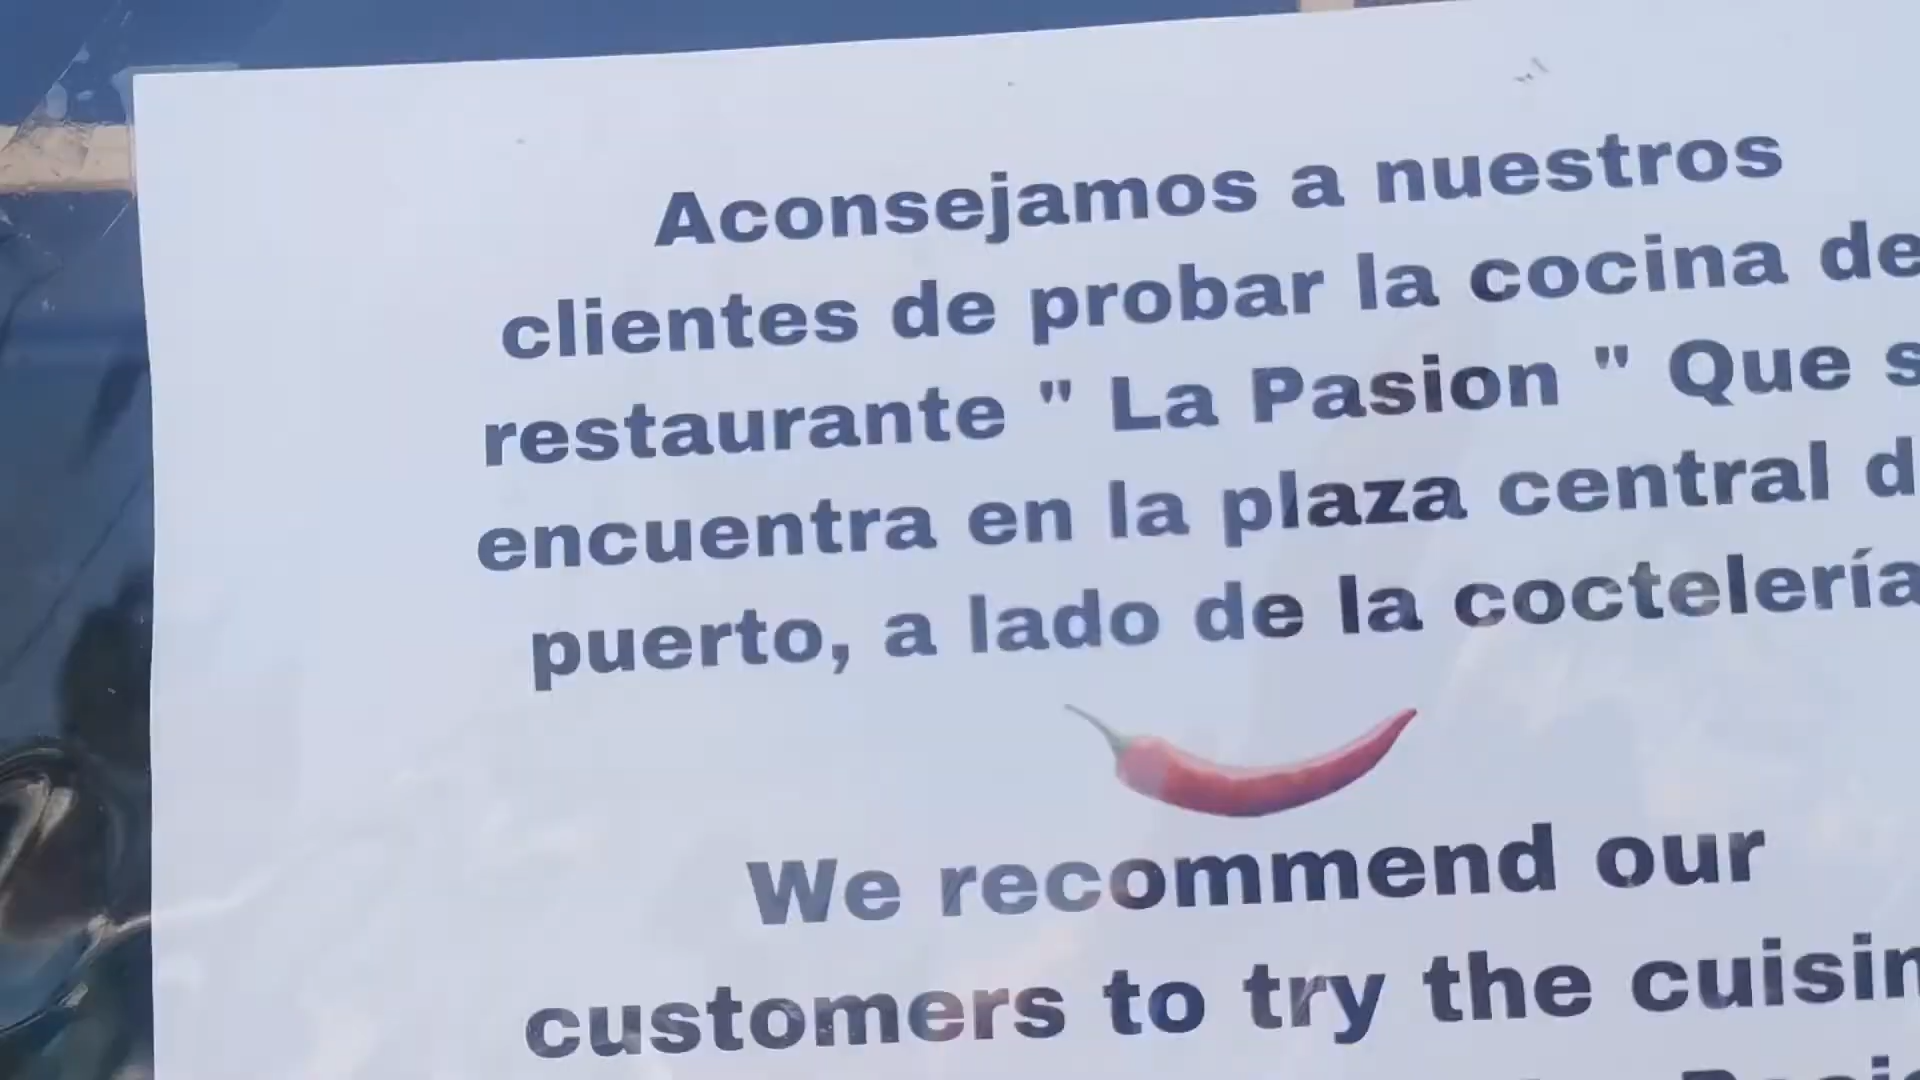 Aconsejamos a nuestros
clientes de probar la cocina de
restaurante " La Pasion " Que s
encuentra en la plaza central d
puerto, a lado de la coctelería
We recommend our
customers to try the cuisin